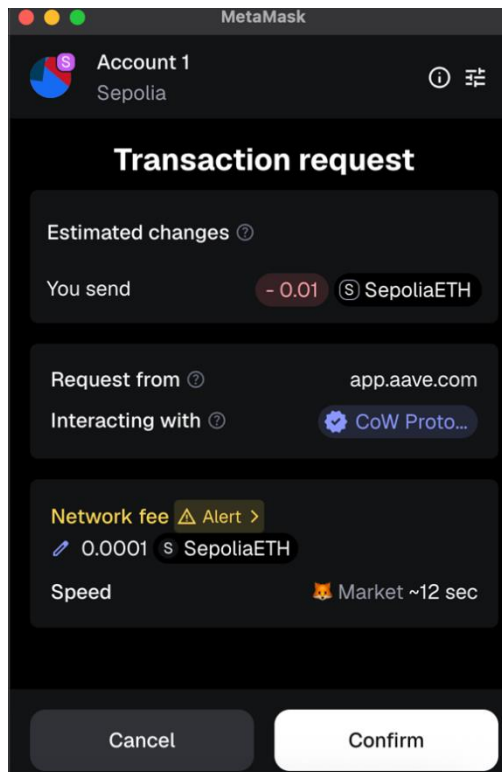 MetaMask
S
Account 1
Sepolia
Transaction request
Estimated changes ?
You send - 0.01 S SepoliaETH
Request from ? app.aave.com
Interacting with ? CoW Proto...
Network fee Alert >
0.0001 S SepoliaETH
Speed Market ~12 sec
Cancel Confirm